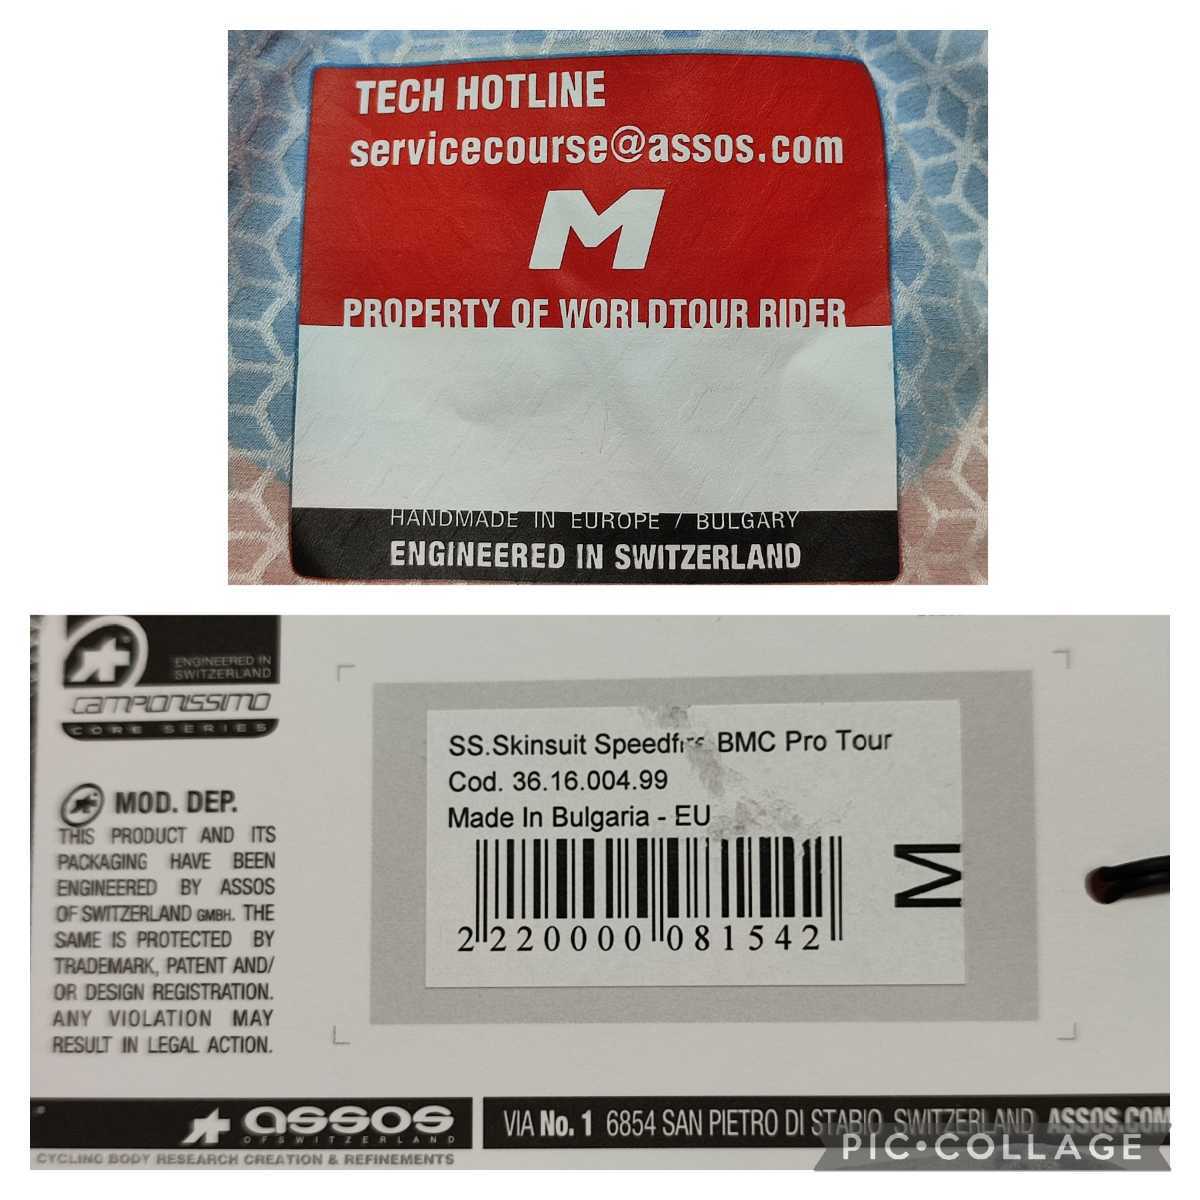 TECH HOTLINE
servicecourse@assos.com
M
PROPERTY OF WORLDTOUR RIDER
HANDMADE IN EUROPE / BULGARY
ENGINEERED IN SWITZERLAND
ENGINEERED IN
SWITZERLAND
CAMPIONISSIMO
CORE SERIES
MOD. DEP.
THIS PRODUCT AND ITS
PACKAGING HAVE BEEN
ENGINEERED BY ASSOS
OF SWITZERLAND GMBH. THE
SAME IS PROTECTED BY
TRADEMARK, PATENT AND/
OR DESIGN REGISTRATION.
ANY VIOLATION MAY
RESULT IN LEGAL ACTION.
SS.Skinsuit BMC Pro Tour
Cod. 36.16.004.99
Made In Bulgaria - EU
M
2 220000 081542
assos
OF SWITZERLAND
CYCLING BODY RESEARCH CREATION & REFINEMENTS
VIA No. 1 6854 SAN PIETRO DI STABIO SWITZERLAND ASSOS.COM
PIC•COLLAGE